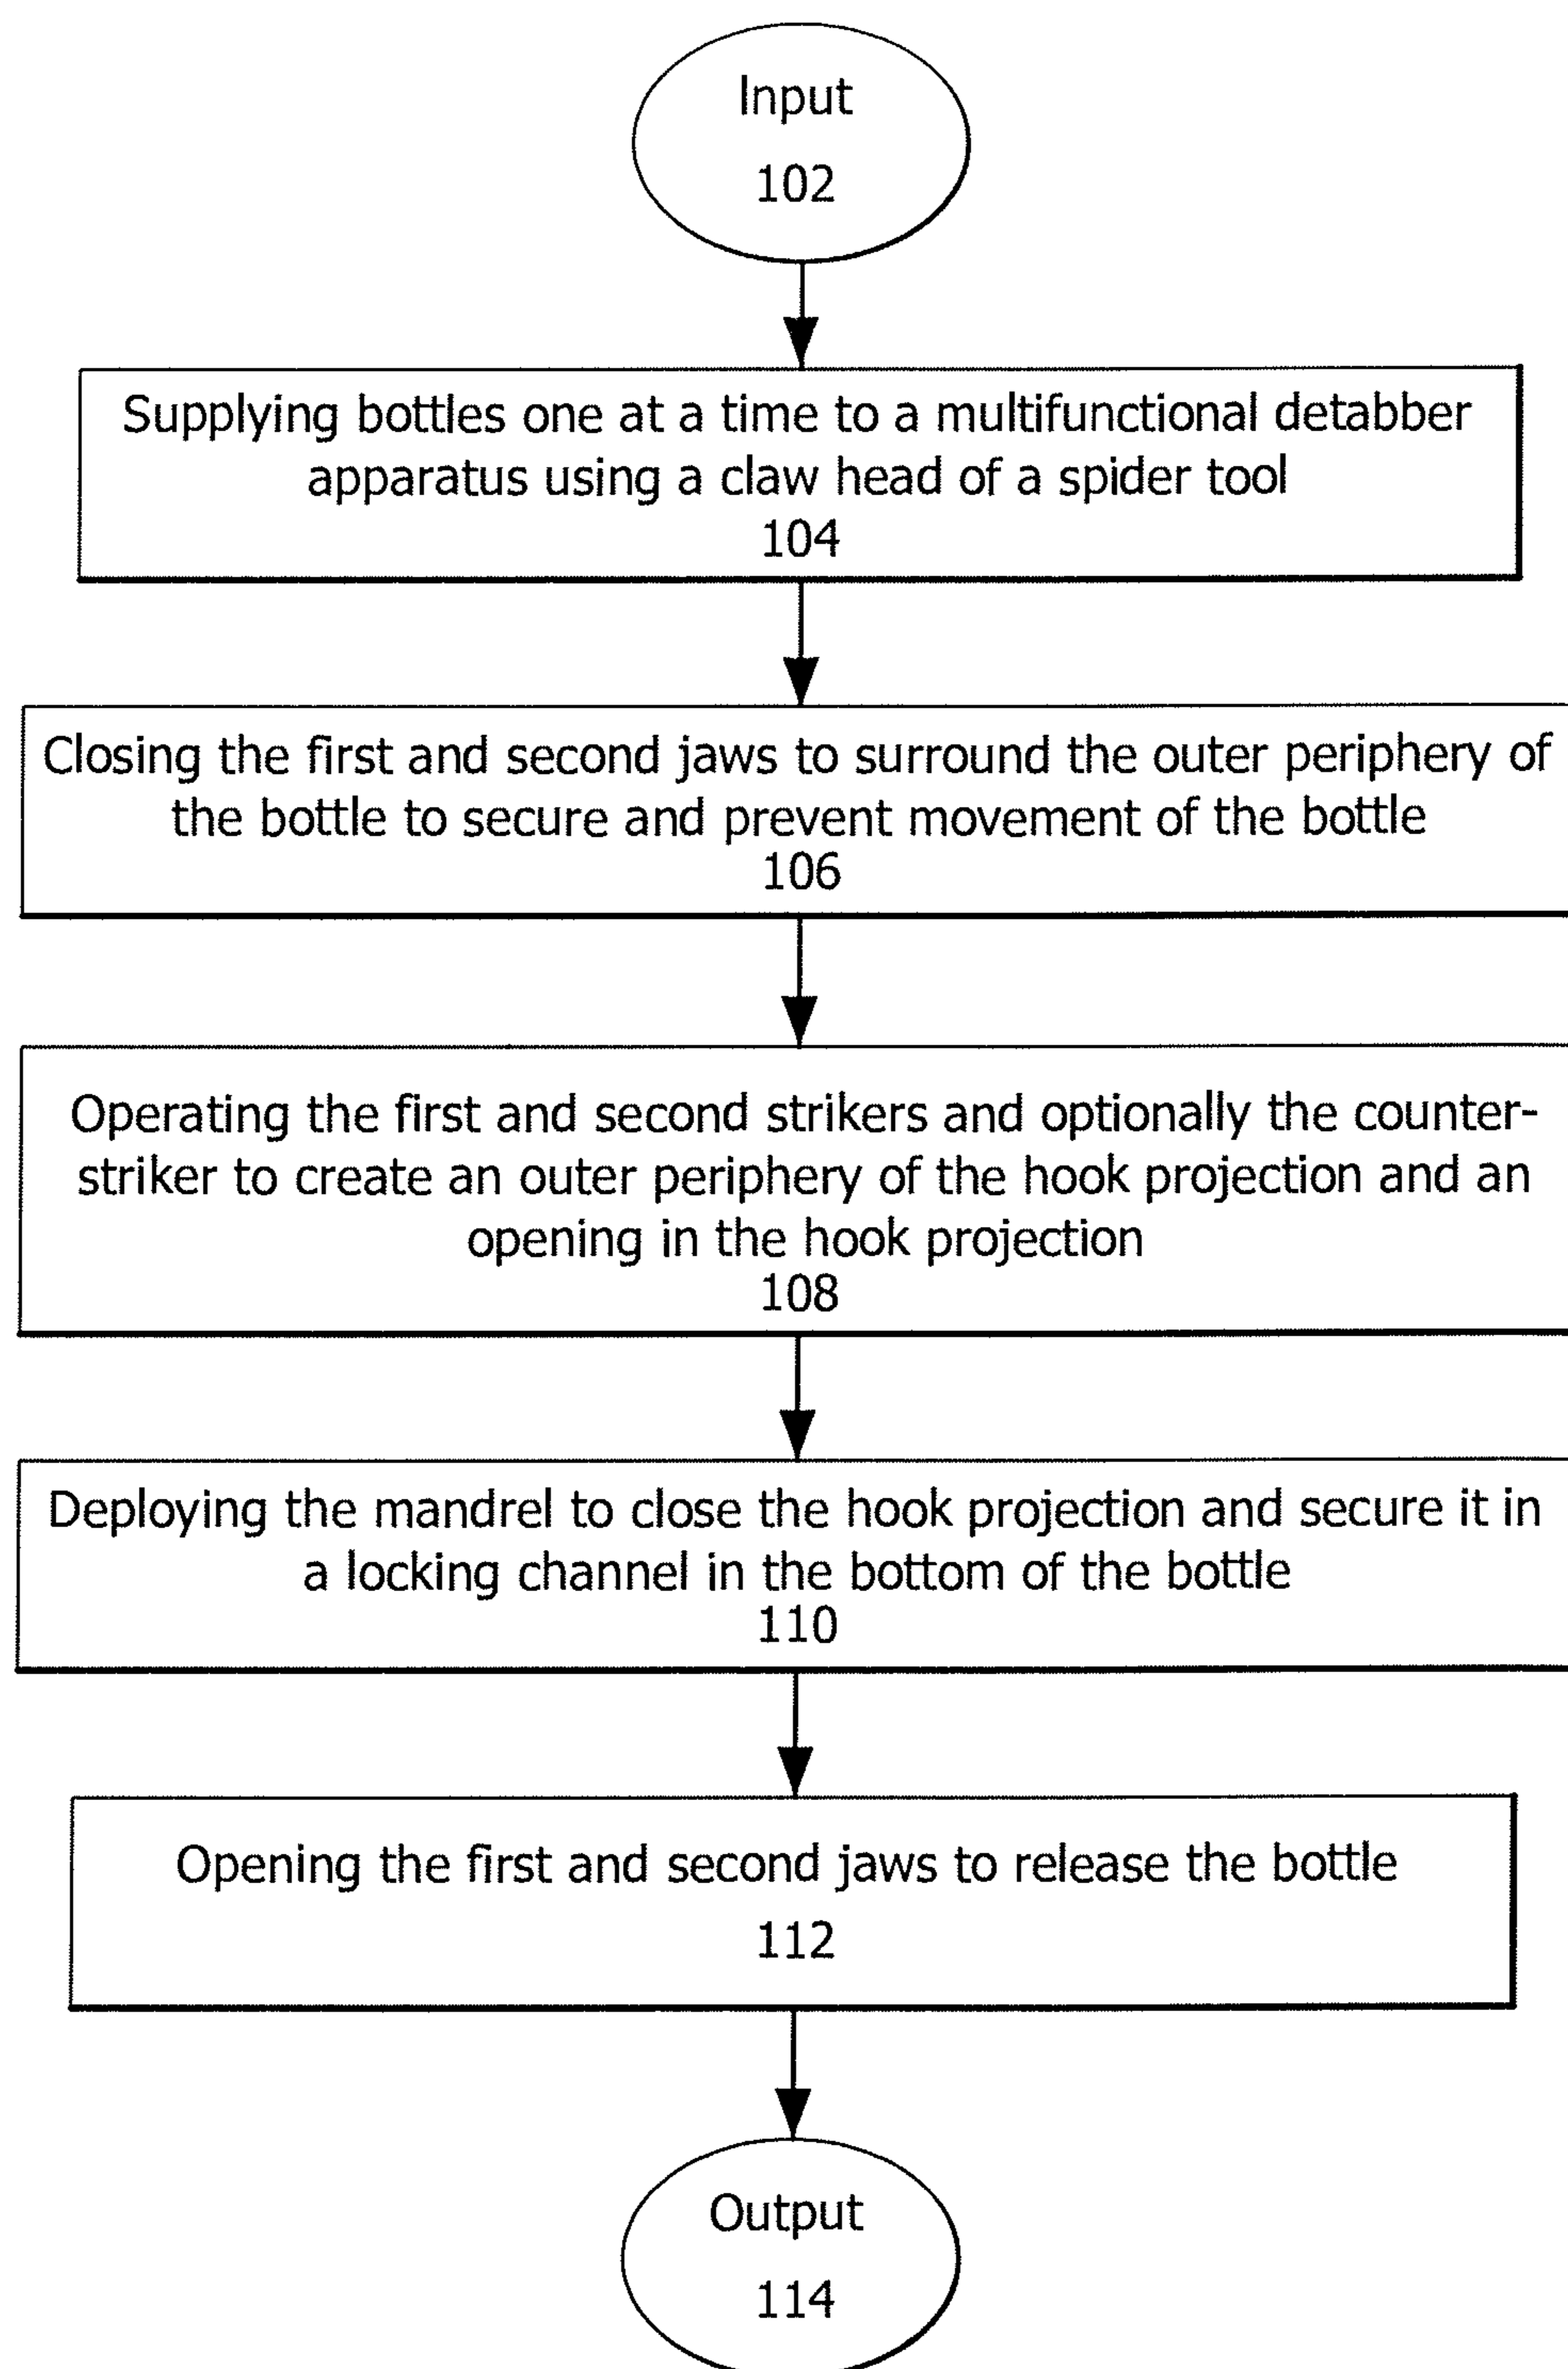 Input
102
Supplying bottles one at a time to a multifunctional detabber
apparatus using a claw head of a spider tool
104
Closing the first and second jaws to surround the outer periphery of
the bottle to secure and prevent movement of the bottle
106
Operating the first and second strikers and optionally the counter-
striker to create an outer periphery of the hook projection and an
opening in the hook projection
108
Deploying the mandrel to close the hook projection and secure it in
a locking channel in the bottom of the bottle
110
Opening the first and second jaws to release the bottle
112
Output
114